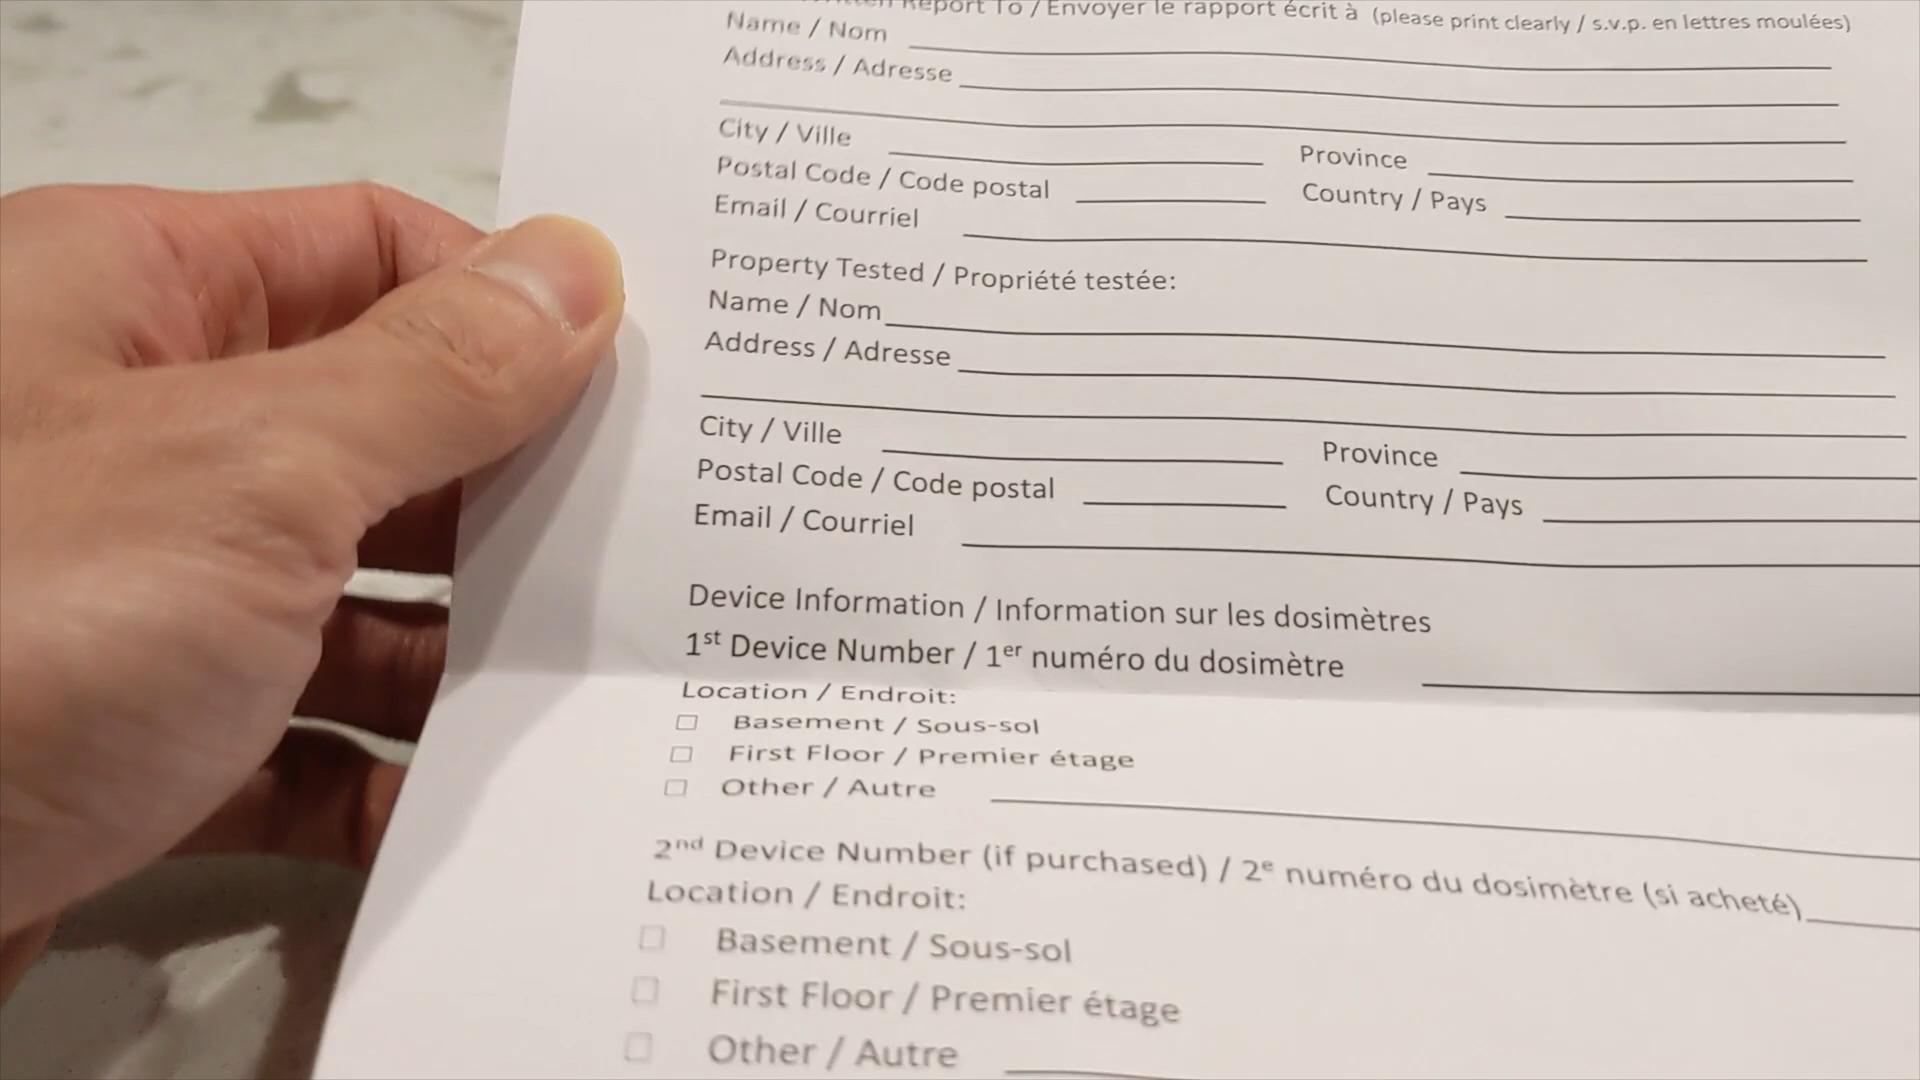 Report To / Envoyer le rapport écrit à (please print clearly / s.v.p. en lettres moulées)
Name / Nom
Address / Adresse
City / Ville Province
Postal Code / Code postal Country / Pays
Email / Courriel
Property Tested / Propriété testée:
Name / Nom
Address / Adresse
City / Ville Province
Postal Code / Code postal Country / Pays
Email / Courriel
Device Information / Information sur les dosimètres
1st Device Number / 1er numéro du dosimètre
Location / Endroit:
Basement / Sous-sol
First Floor / Premier étage
Other / Autre
2nd Device Number (if purchased) / 2e numéro du dosimètre (si acheté)
Location / Endroit:
Basement / Sous-sol
First Floor / Premier étage
Other / Autre